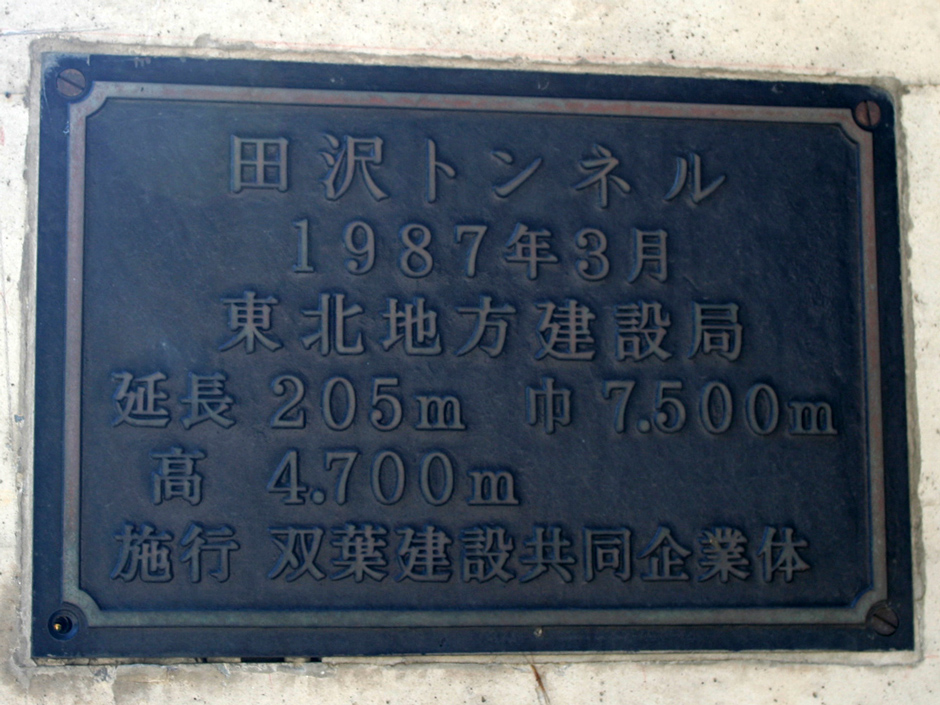 田沢トンネル
1987年3月
東北地方建設局
延長 205m 巾 7.500m
高 4.700m
施行 双葉建設共同企業体